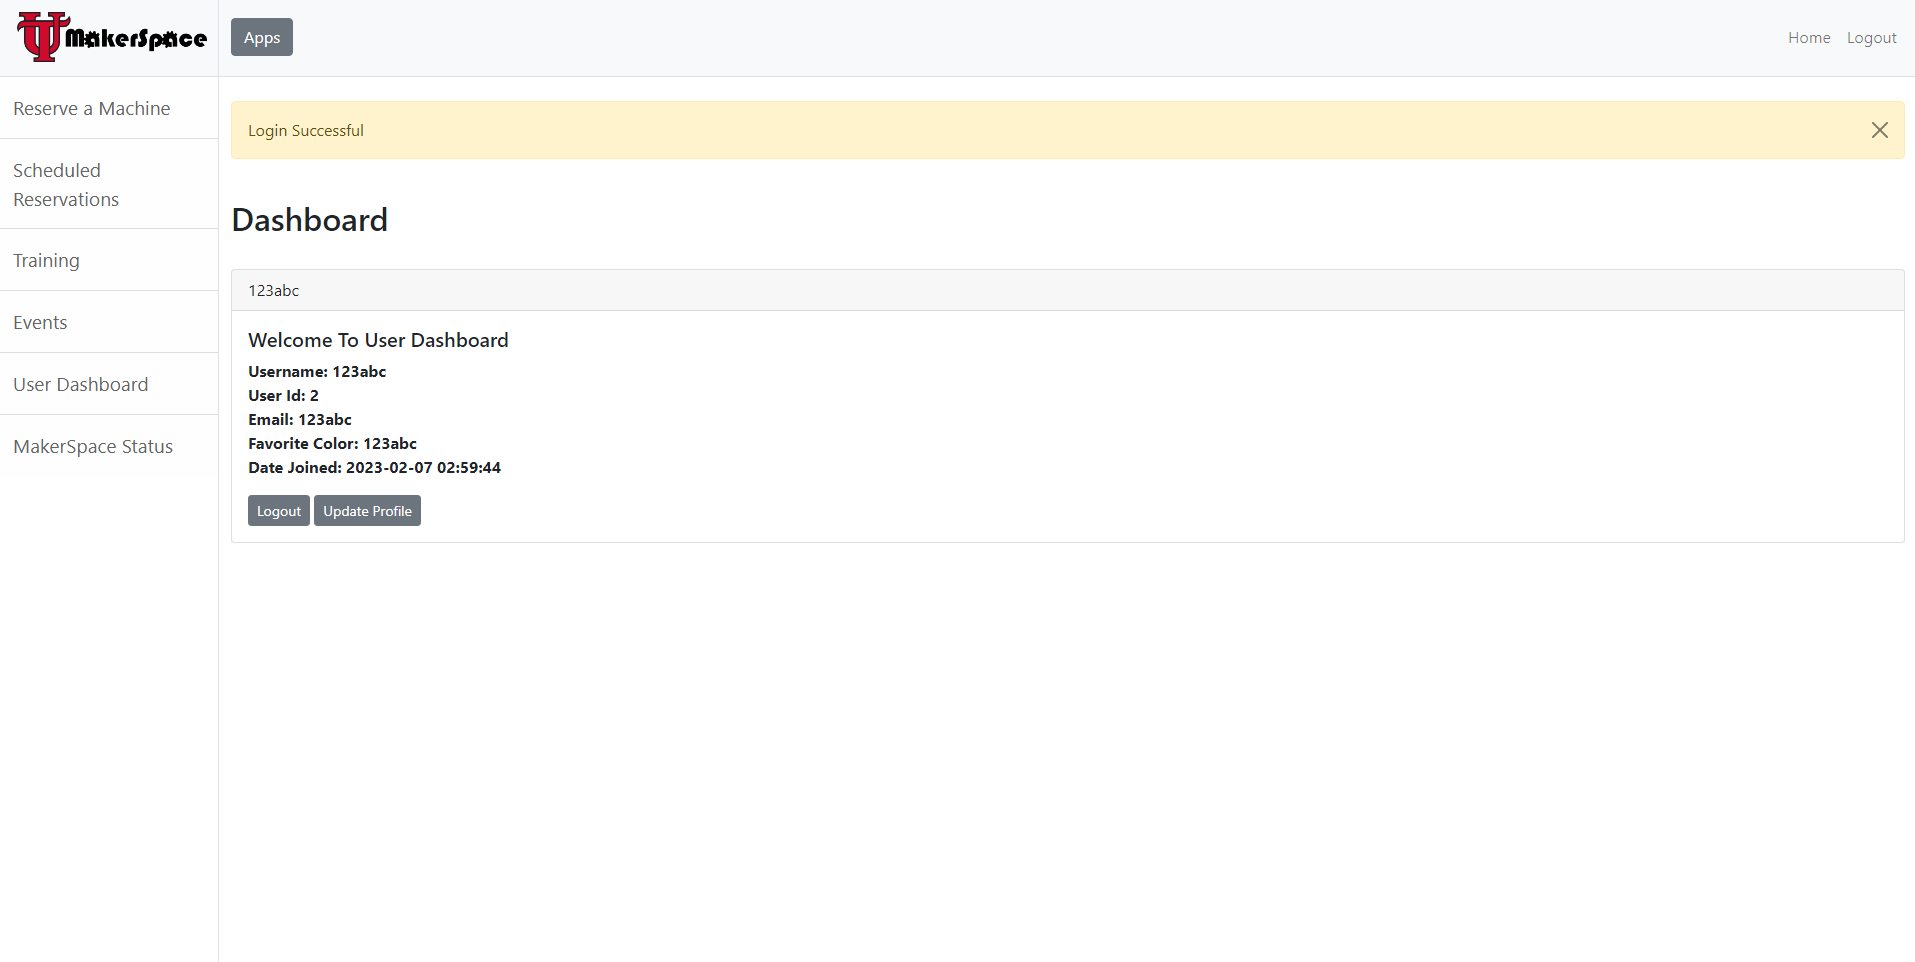 UT MakerSpace
Apps
Home
Logout
Reserve a Machine
Scheduled
Reservations
Training
Events
User Dashboard
MakerSpace Status
Login Successful
Dashboard
123abc
Welcome To User Dashboard
Username: 123abc
User Id: 2
Email: 123abc
Favorite Color: 123abc
Date Joined: 2023-02-07 02:59:44
Logout
Update Profile